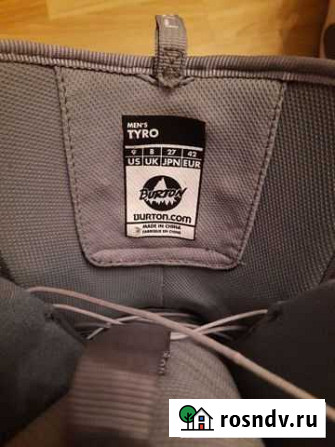 L
MEN'S
TYRO
9 8 27 42
US UK JPN EUR
BURTON
BURTON.COM
MADE IN CHINA
FABRIQUÉ EN CHINE
rosndv.ru